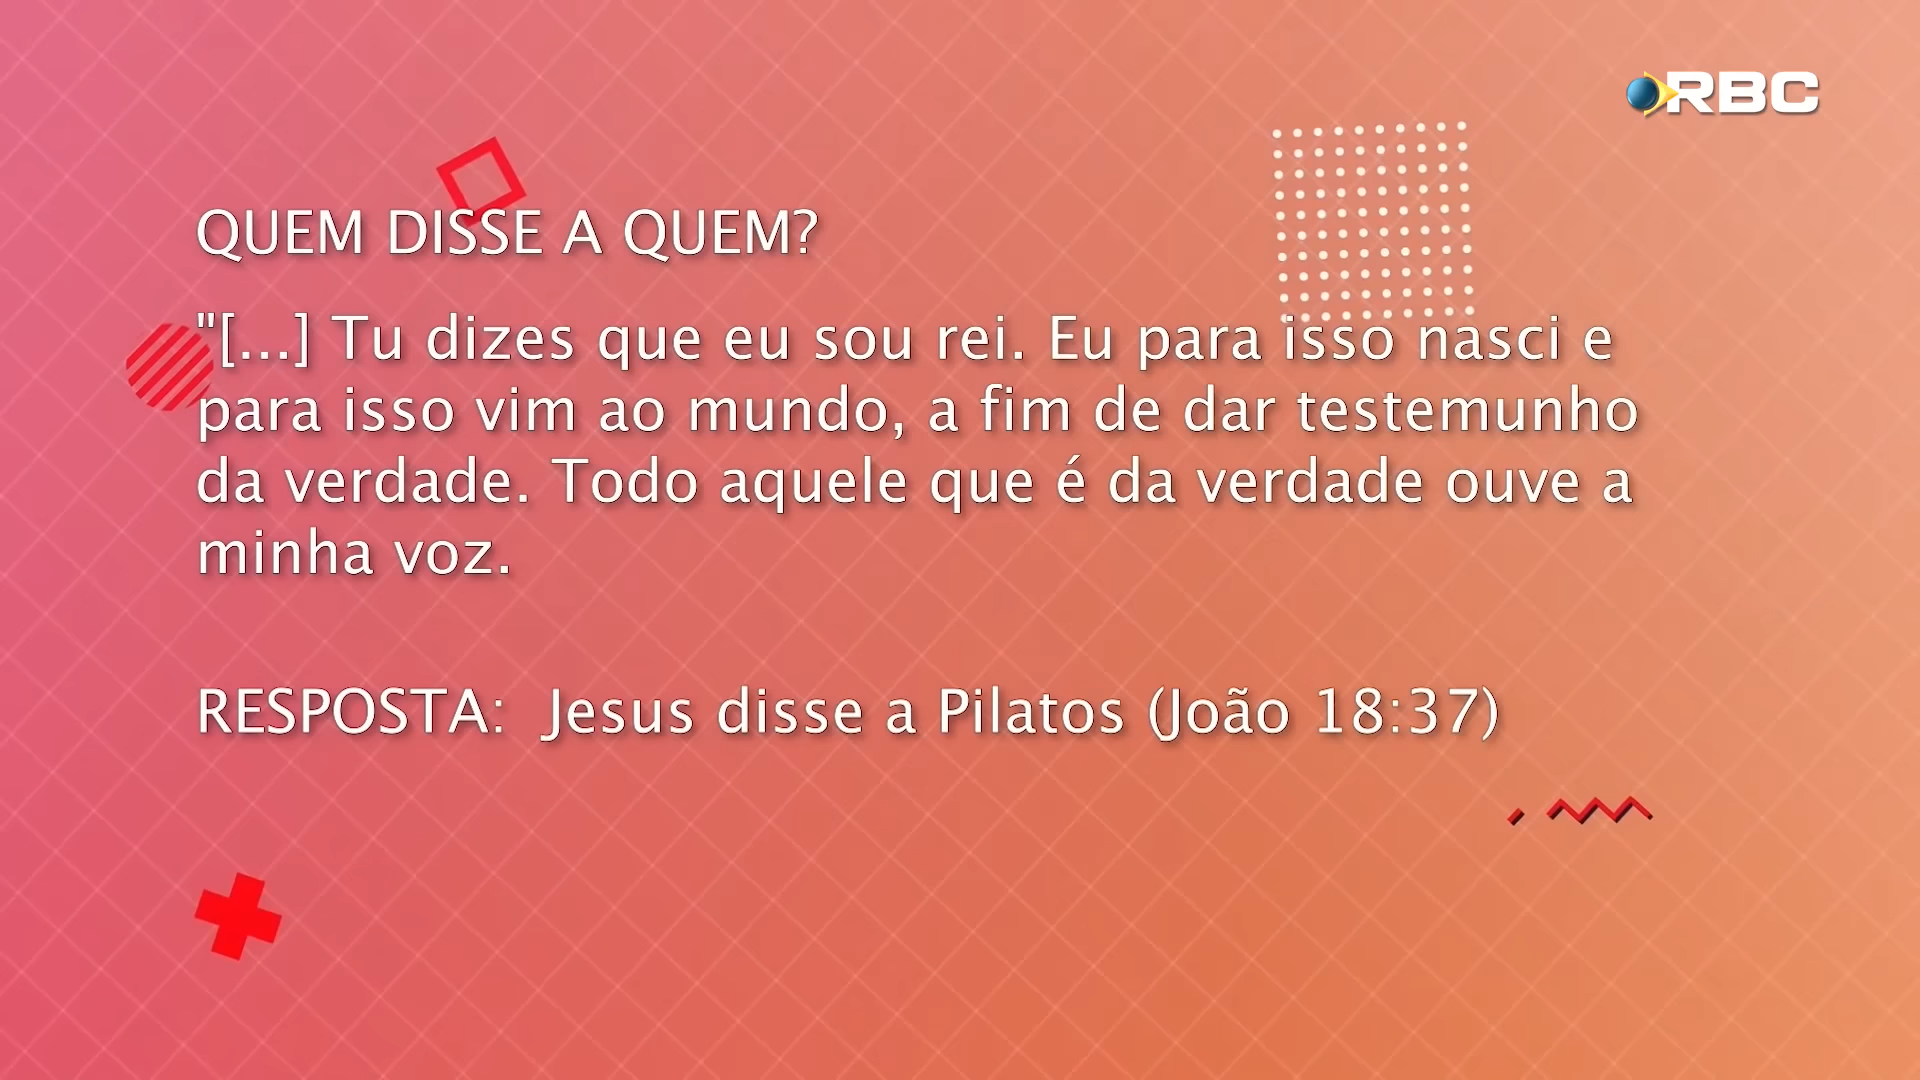 RBC
QUEM DISSE A QUEM?
"[...] Tu dizes que eu sou rei. Eu para isso nasci e
para isso vim ao mundo, a fim de dar testemunho
da verdade. Todo aquele que é da verdade ouve a
minha voz.
RESPOSTA:  Jesus disse a Pilatos (João 18:37)